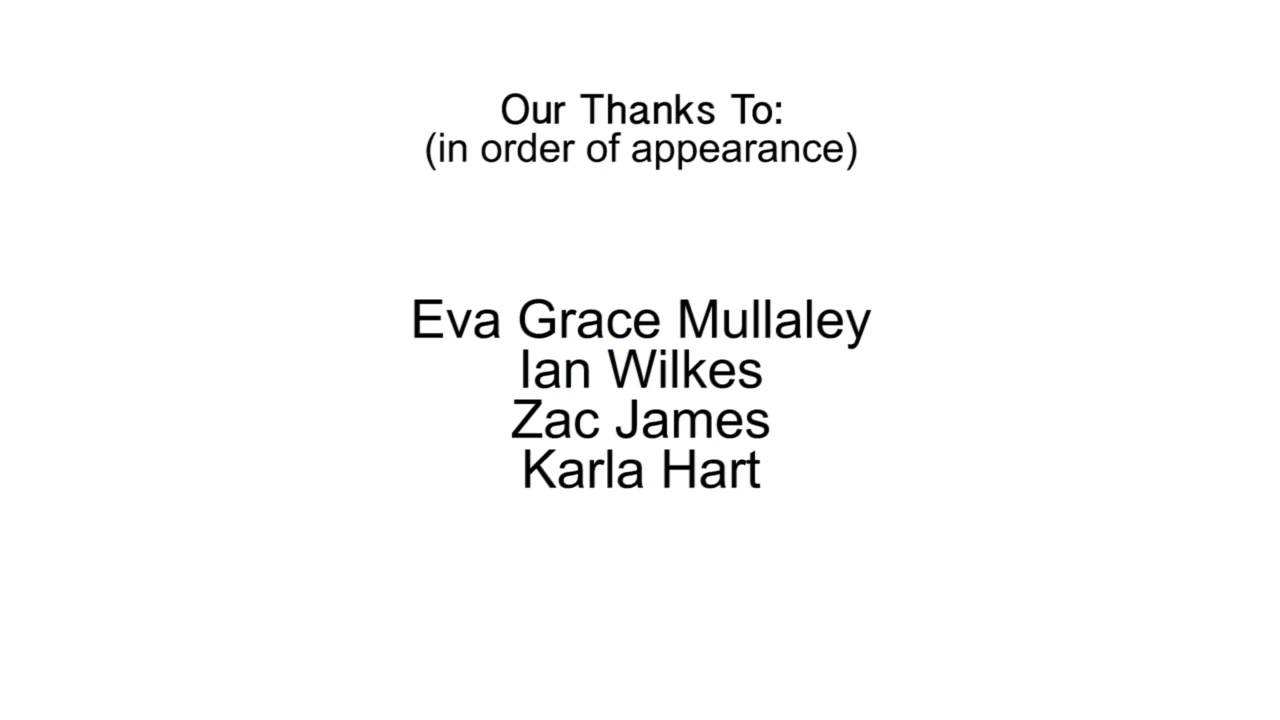 Our Thanks To:
(in order of appearance)
Eva Grace Mullaley
Ian Wilkes
Zac James
Karla Hart